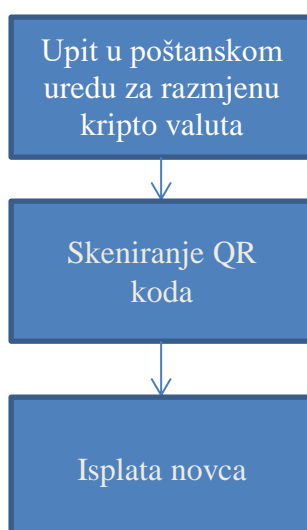 Upit u poštanskom
uredu za razmjenu
kripto valuta
Skeniranje QR
koda
Isplata novca